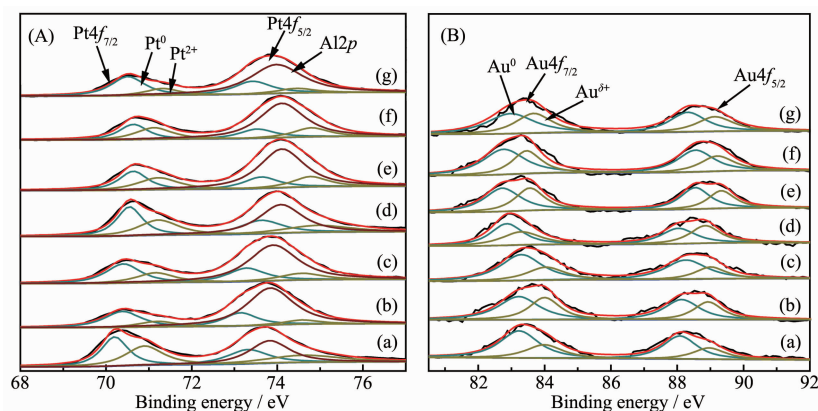 (A)
Pt4f7/2
Pt0
Pt2+
Pt4f5/2
Al2p
(g)
(f)
(e)
(d)
(c)
(b)
(a)
68 70 72 74 76
Binding energy / eV
(B)
Au0
Au4f7/2
Auδ+
Au4f5/2
(g)
(f)
(e)
(d)
(c)
(b)
(a)
82 84 86 88 90 92
Binding energy / eV